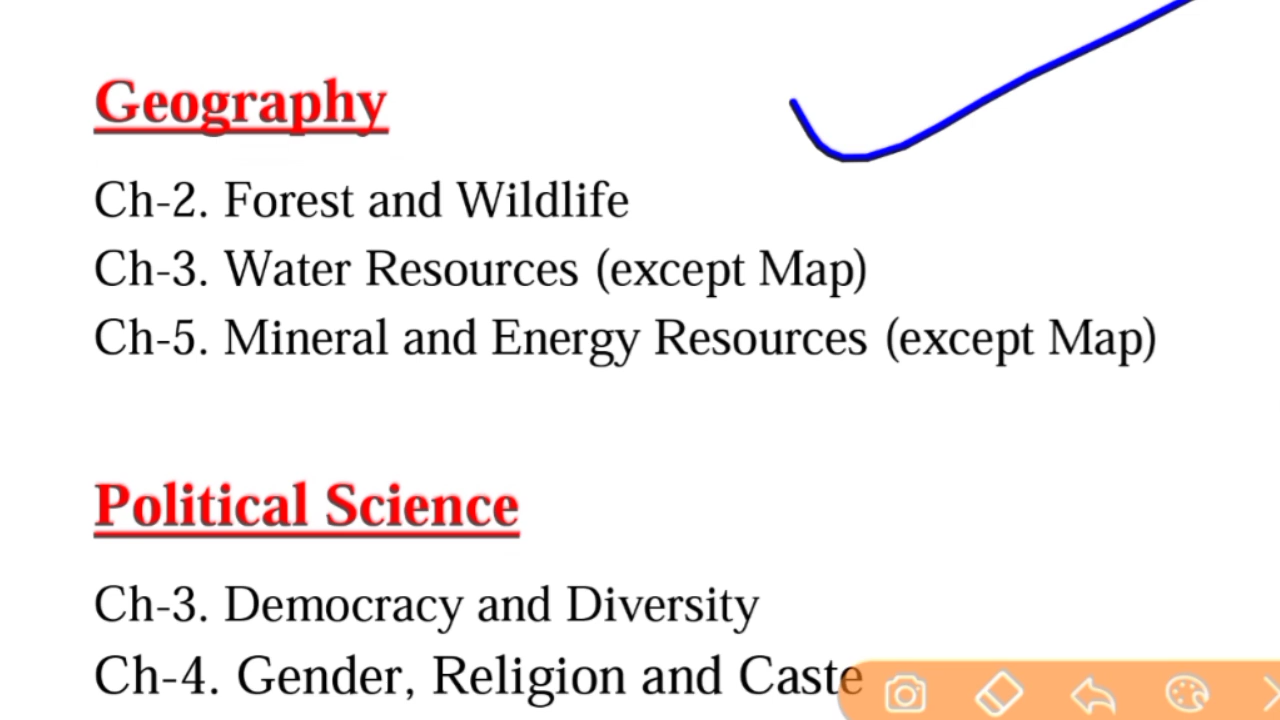 Geography
Ch-2. Forest and Wildlife
Ch-3. Water Resources (except Map)
Ch-5. Mineral and Energy Resources (except Map)
Political Science
Ch-3. Democracy and Diversity
Ch-4. Gender, Religion and Caste